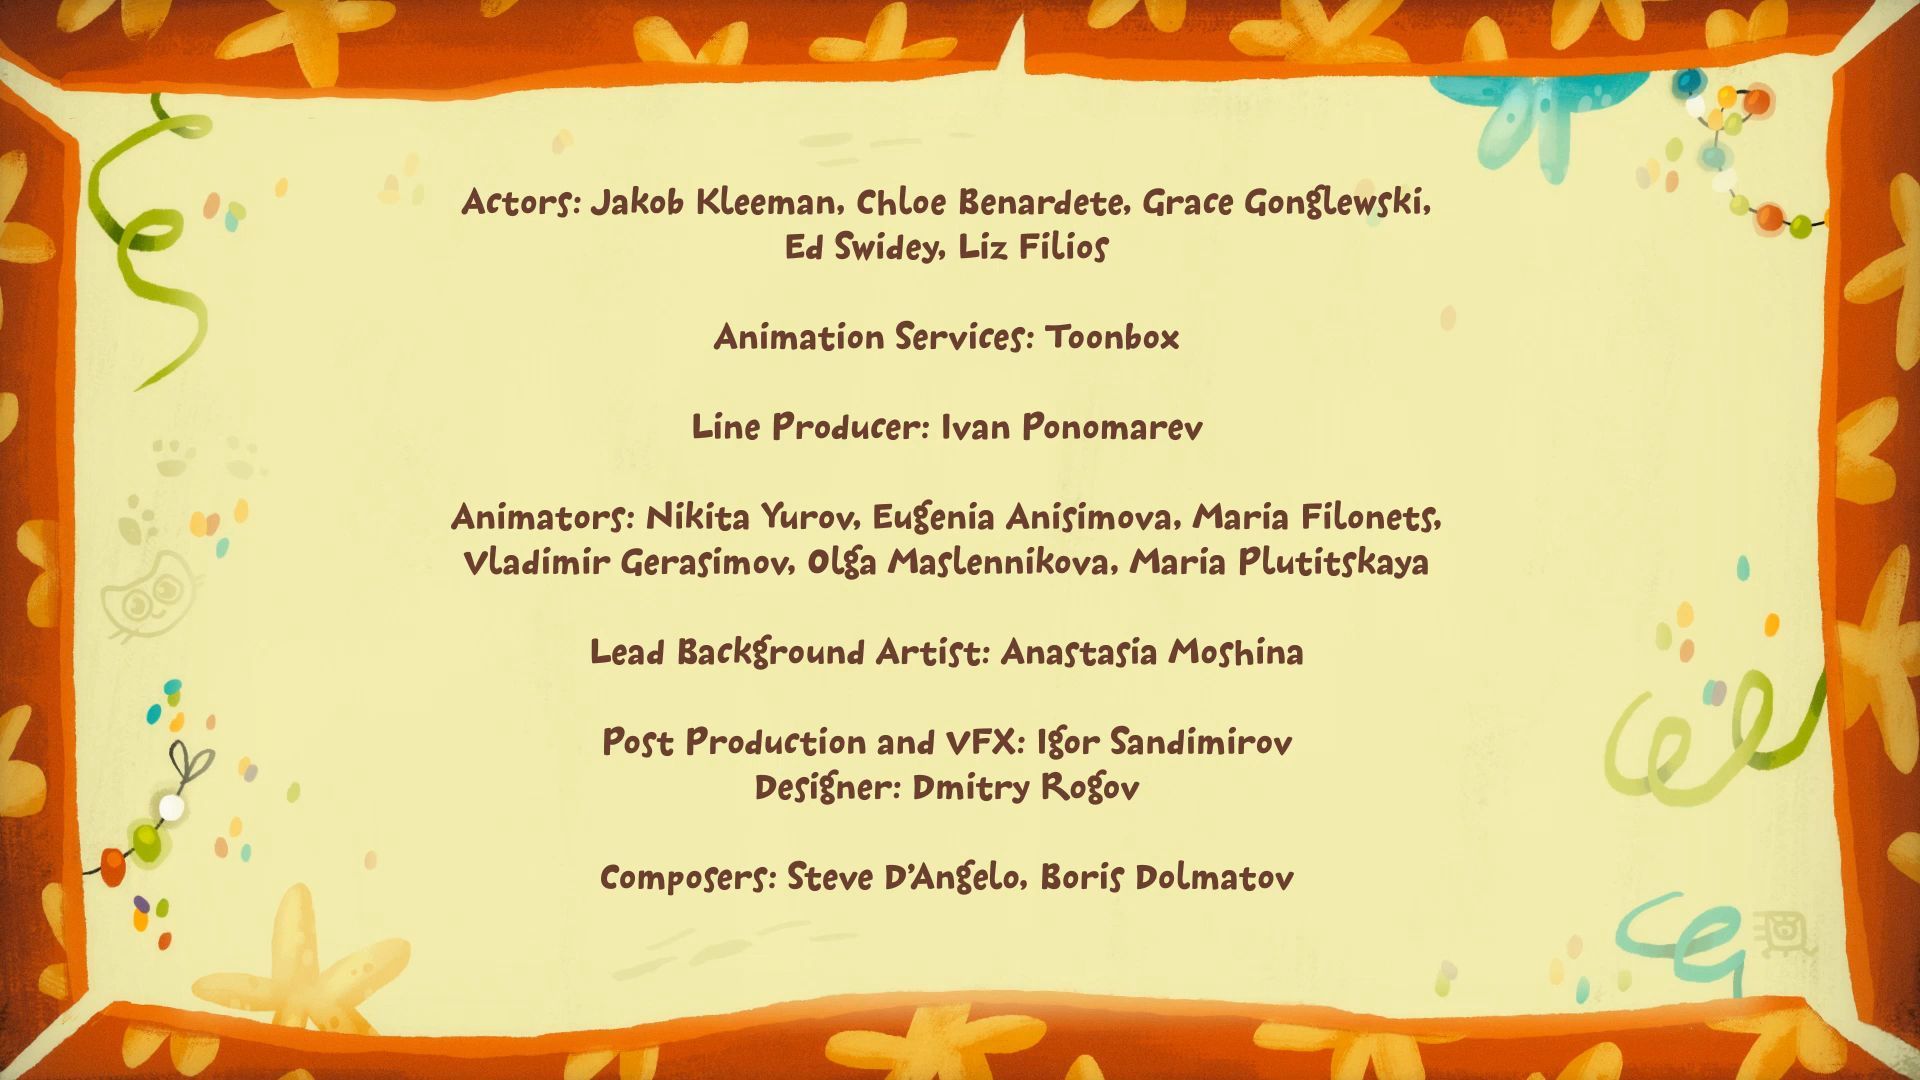 Actors: Jakob Kleeman, Chloe Benardete, Grace Gonglewski,
Ed Swidey, Liz Filios
Animation Services: Toonbox
Line Producer: Ivan Ponomarev
Animators: Nikita Yurov, Eugenia Anisimova, Maria Filonets,
Vladimir Gerasimov, Olga Maslennikova, Maria Plutitskaya
Lead Background Artist: Anastasia Moshina
Post Production and VFX: Igor Sandimirov
Designer: Dmitry Rogov
Composers: Steve D’Angelo, Boris Dolmatov